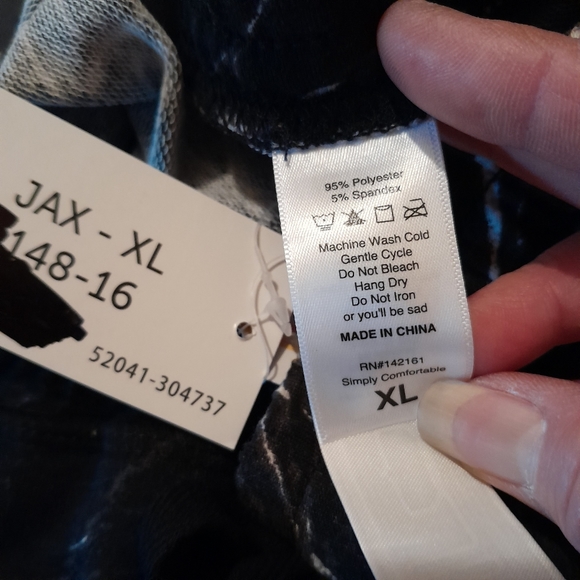 JAX - XL
148-16
52041-304737
95% Polyester
5% Spandex
Machine Wash Cold
Gentle Cycle
Do Not Bleach
Hang Dry
Do Not Iron
or you'll be sad
MADE IN CHINA
RN#142161
Simply Comfortable
XL